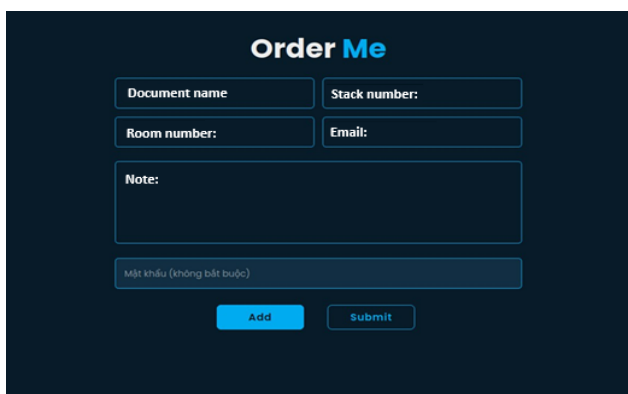 Order Me
Document name
Stack number:
Room number:
Email:
Note:
Mật khẩu (không bắt buộc)
Add
Submit